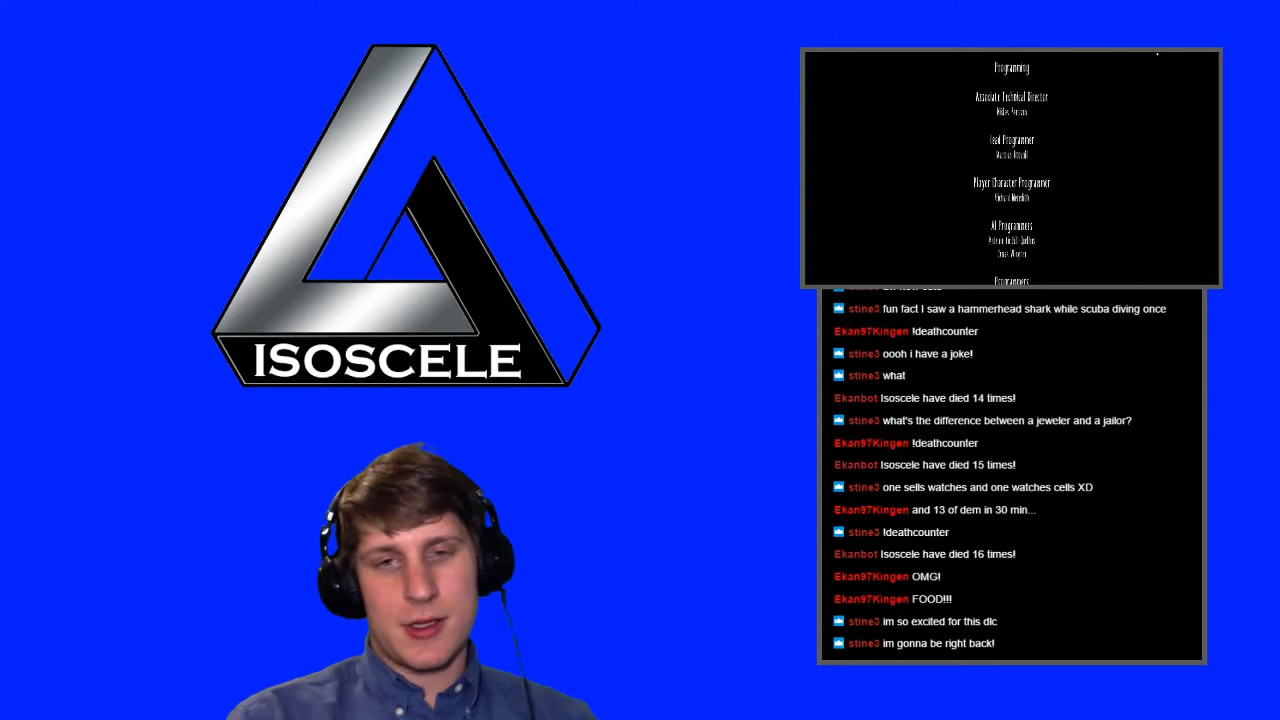 ISOSCELE
Programming
Associate Technical Director
Lead Programmer
Player Character Programmer
AI Programmers
Programmers
stine3 fun fact I saw a hammerhead shark while scuba diving once
Ekan97Kingen !deathcounter
stine3 oooh i have a joke!
stine3 what
Ekanbot Isoscele have died 14 times!
stine3 what's the difference between a jeweler and a jailor?
Ekan97Kingen !deathcounter
Ekanbot Isoscele have died 15 times!
stine3 one sells watches and one watches cells XD
Ekan97Kingen and 13 of dem in 30 min...
stine3 !deathcounter
Ekanbot Isoscele have died 16 times!
Ekan97Kingen OMG!
Ekan97Kingen FOOD!!!
stine3 im so excited for this dlc
stine3 im gonna be right back!